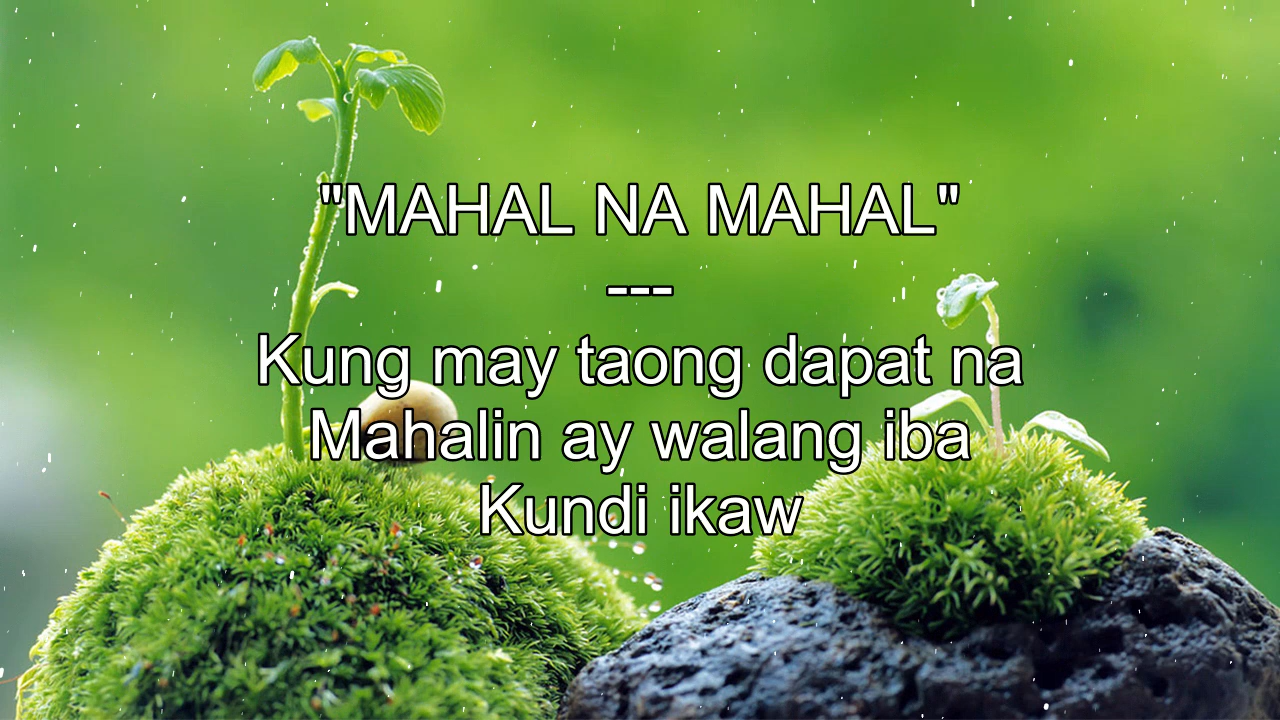 "MAHAL NA MAHAL"
---
Kung may taong dapat na
Mahalin ay walang iba
Kundi ikaw